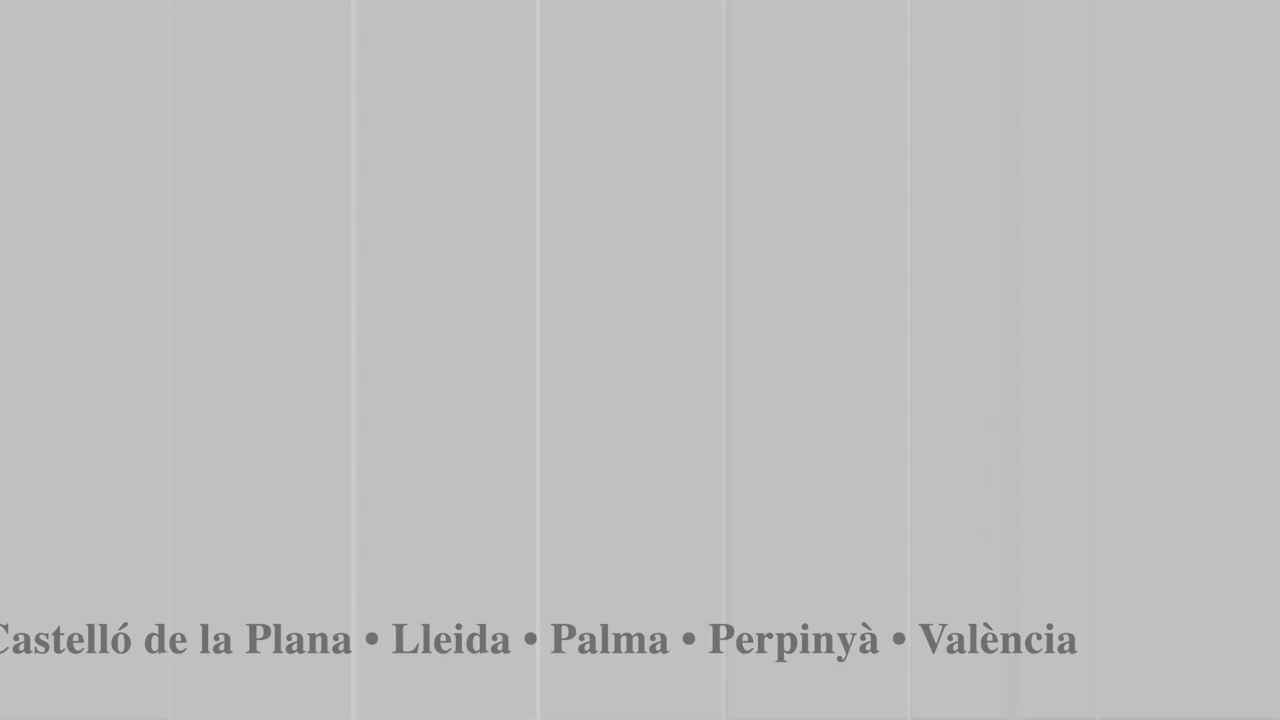 Castelló de la Plana • Lleida • Palma • Perpinyà • València